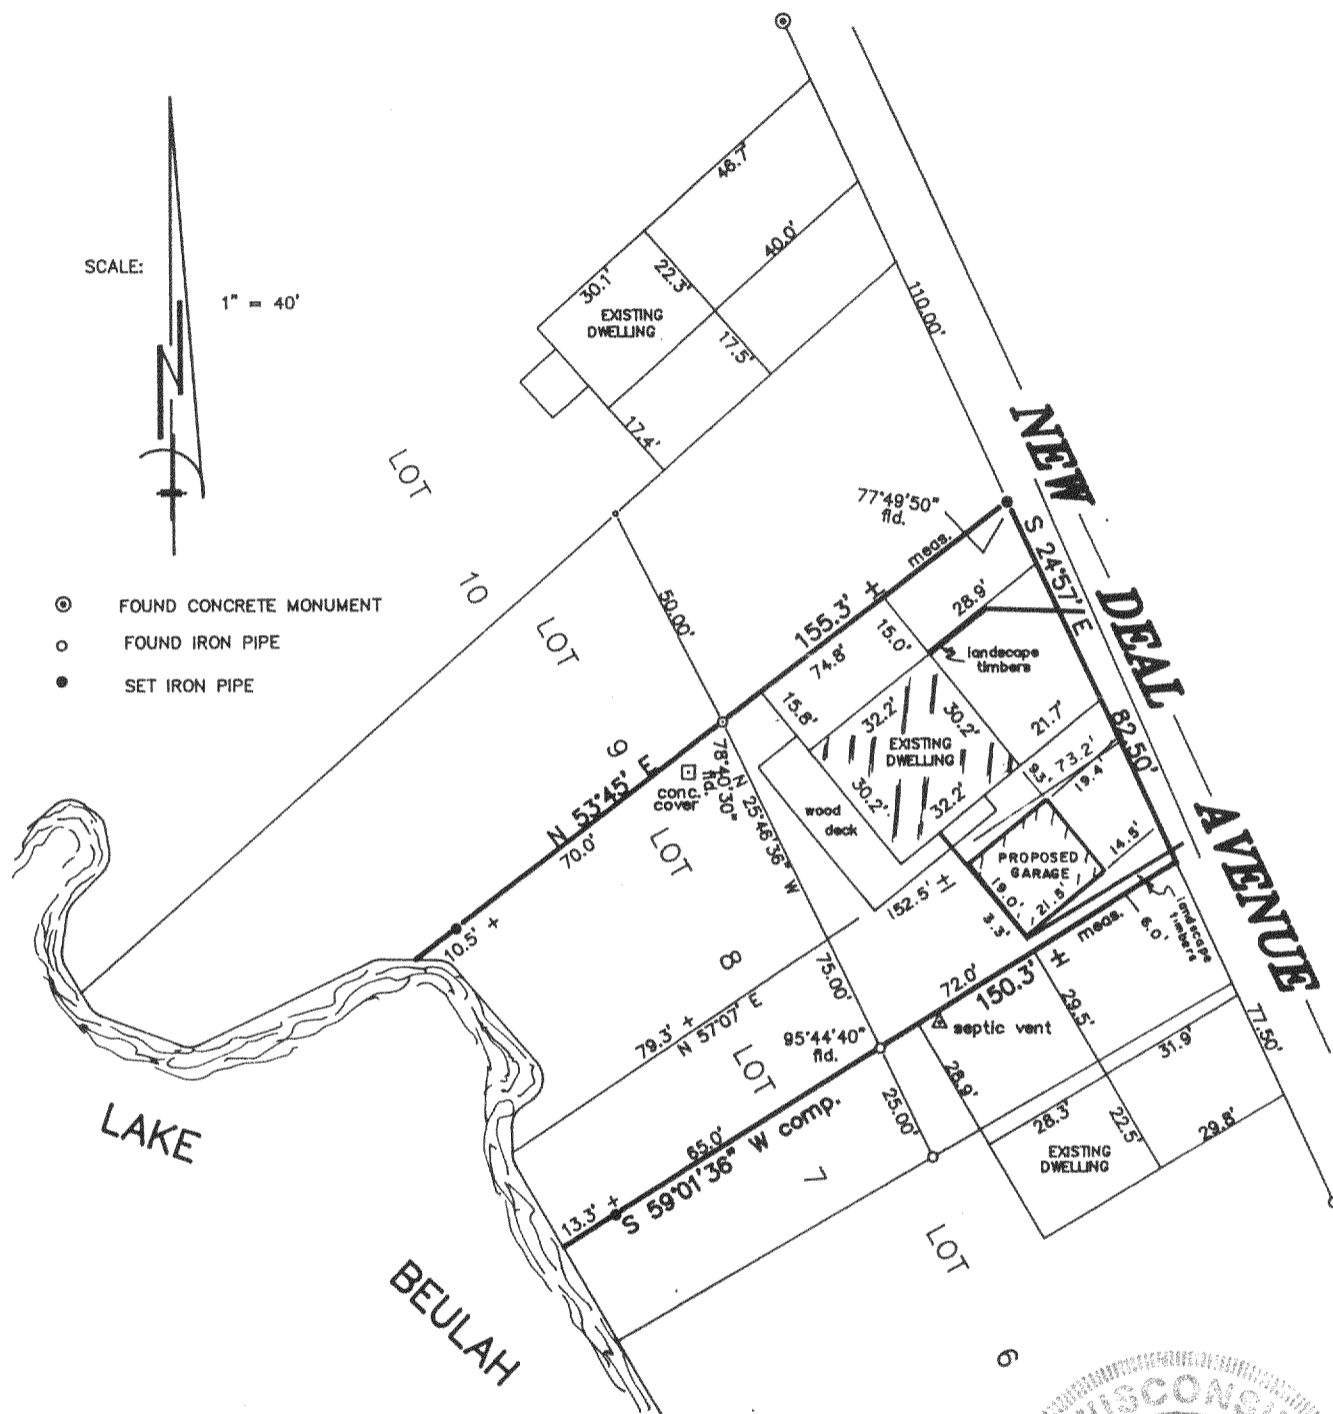 SCALE:
1" = 40'
N
FOUND CONCRETE MONUMENT
FOUND IRON PIPE
SET IRON PIPE
46.7'
40.0'
30.1'
22.3'
EXISTING
DWELLING
17.5'
17.4'
110.00'
NEW DEAL AVENUE
LOT 10
LOT 9
LOT 8
LOT 7
LOT 6
77°49'50"
fld.
S 24°57' E
82.50'
155.3' ±
meas.
50.00'
74.8'
15.0'
28.9'
landscape
timbers
15.8'
32.2'
30.2'
EXISTING
DWELLING
30.2'
32.2'
21.7'
73.2'
19.4'
wood
deck
conc.
cover
78°40'30"
fld.
N 25°46'36" W
N 53°45' E
70.0'
10.5' ±
PROPOSED
GARAGE
14.5'
19.0'
21.5'
3.3'
152.5' ±
landscape
timbers
6.0'
meas.
150.3' ±
72.0'
75.00'
79.3' ±
N 57°07' E
95°44'40"
fld.
septic vent
29.5'
77.50'
31.9'
28.9'
25.00'
28.3'
22.5'
29.8'
EXISTING
DWELLING
65.0'
S 59°01'36" W comp.
13.3' ±
LAKE
BEULAH
WISCONSI